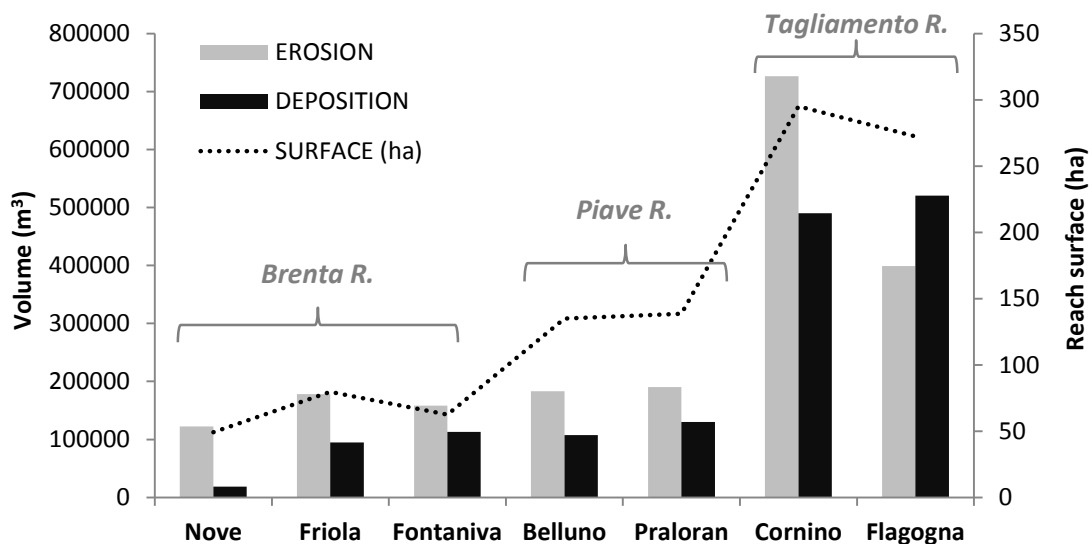 Volume (m³)
800000
700000
600000
500000
400000
300000
200000
100000
0
EROSION
DEPOSITION
SURFACE (ha)
Brenta R.
Piave R.
Tagliamento R.
Nove
Friola
Fontaniva
Belluno
Praloran
Cornino
Flagogna
350
300
250
200
150
100
50
0
Reach surface (ha)